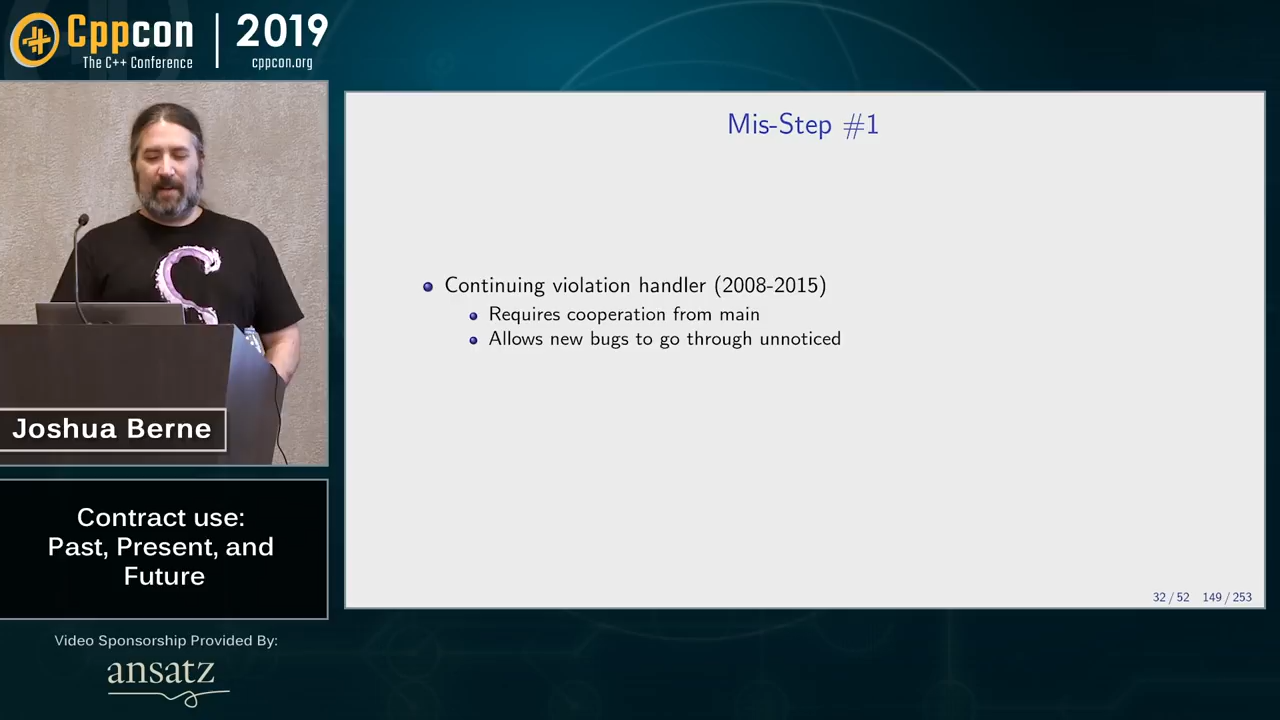 Cppcon | 2019
The C++ Conference cppcon.org
Mis-Step #1
Continuing violation handler (2008-2015)
Requires cooperation from main
Allows new bugs to go through unnoticed
Joshua Berne
Contract use:
Past, Present, and
Future
Video Sponsorship Provided By:
ansatz
32 / 52 149 / 253